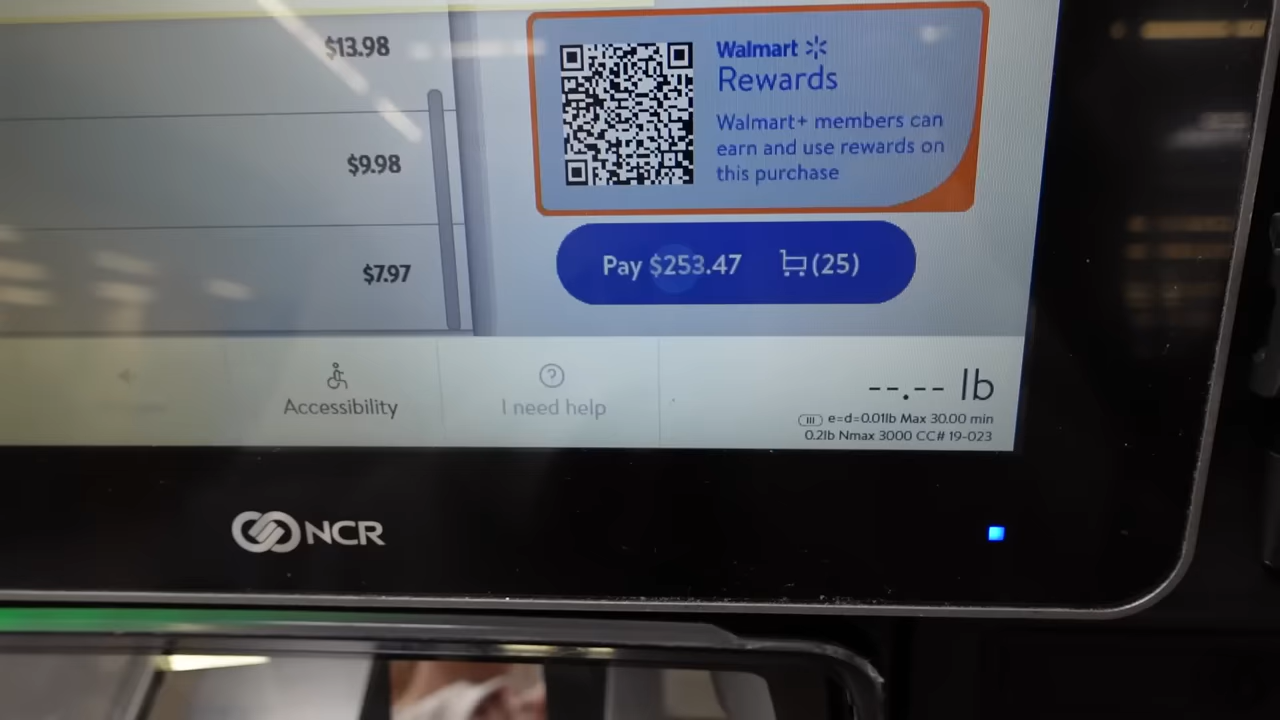 $13.98
$9.98
$7.97
Walmart
Rewards
Walmart+ members can
earn and use rewards on
this purchase
Pay $253.47 (25)
Accessibility
I need help
--.-- lb
III e=d=0.01lb Max 30.00 min
0.2lb Nmax 3000 CC# 19-023
NCR